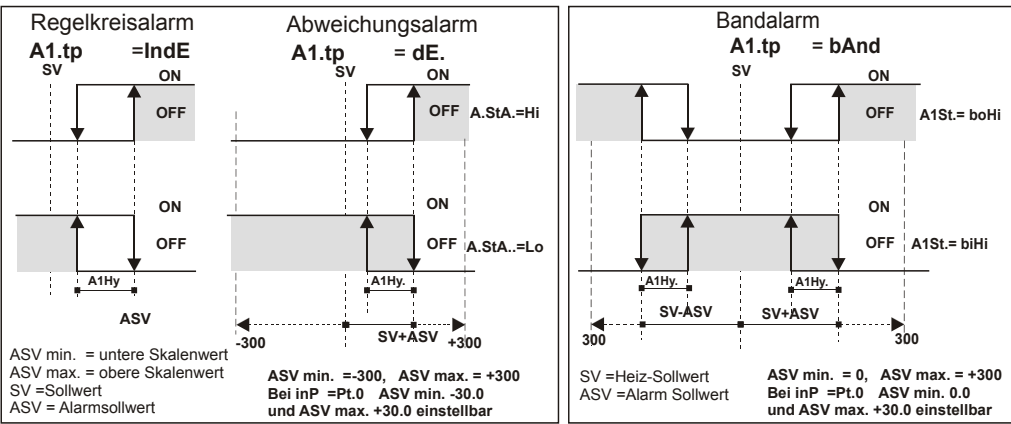 Regelkreisalarm
A1.tp =IndE
SV
ON
OFF
ON
OFF
A1Hy
ASV
ASV min. = untere Skalenwert
ASV max. = obere Skalenwert
SV =Sollwert
ASV = Alarmsollwert
Abweichungsalarm
A1.tp = dE.
SV
ON
OFF A.StA.=Hi
ON
OFF A.StA..=Lo
A1Hy.
SV+ASV
-300 +300
ASV min. =-300, ASV max. = +300
Bei inP =Pt.0 ASV min. -30.0
und ASV max. +30.0 einstellbar
Bandalarm
A1.tp = bAnd
SV
ON
OFF A1St.= boHi
ON
OFF A1St.= biHi
A1Hy. A1Hy.
SV-ASV SV+ASV
300 300
SV =Heiz-Sollwert
ASV =Alarm Sollwert
ASV min. = 0, ASV max. = +300
Bei inP =Pt.0 ASV min. 0.0
und ASV max. +30.0 einstellbar